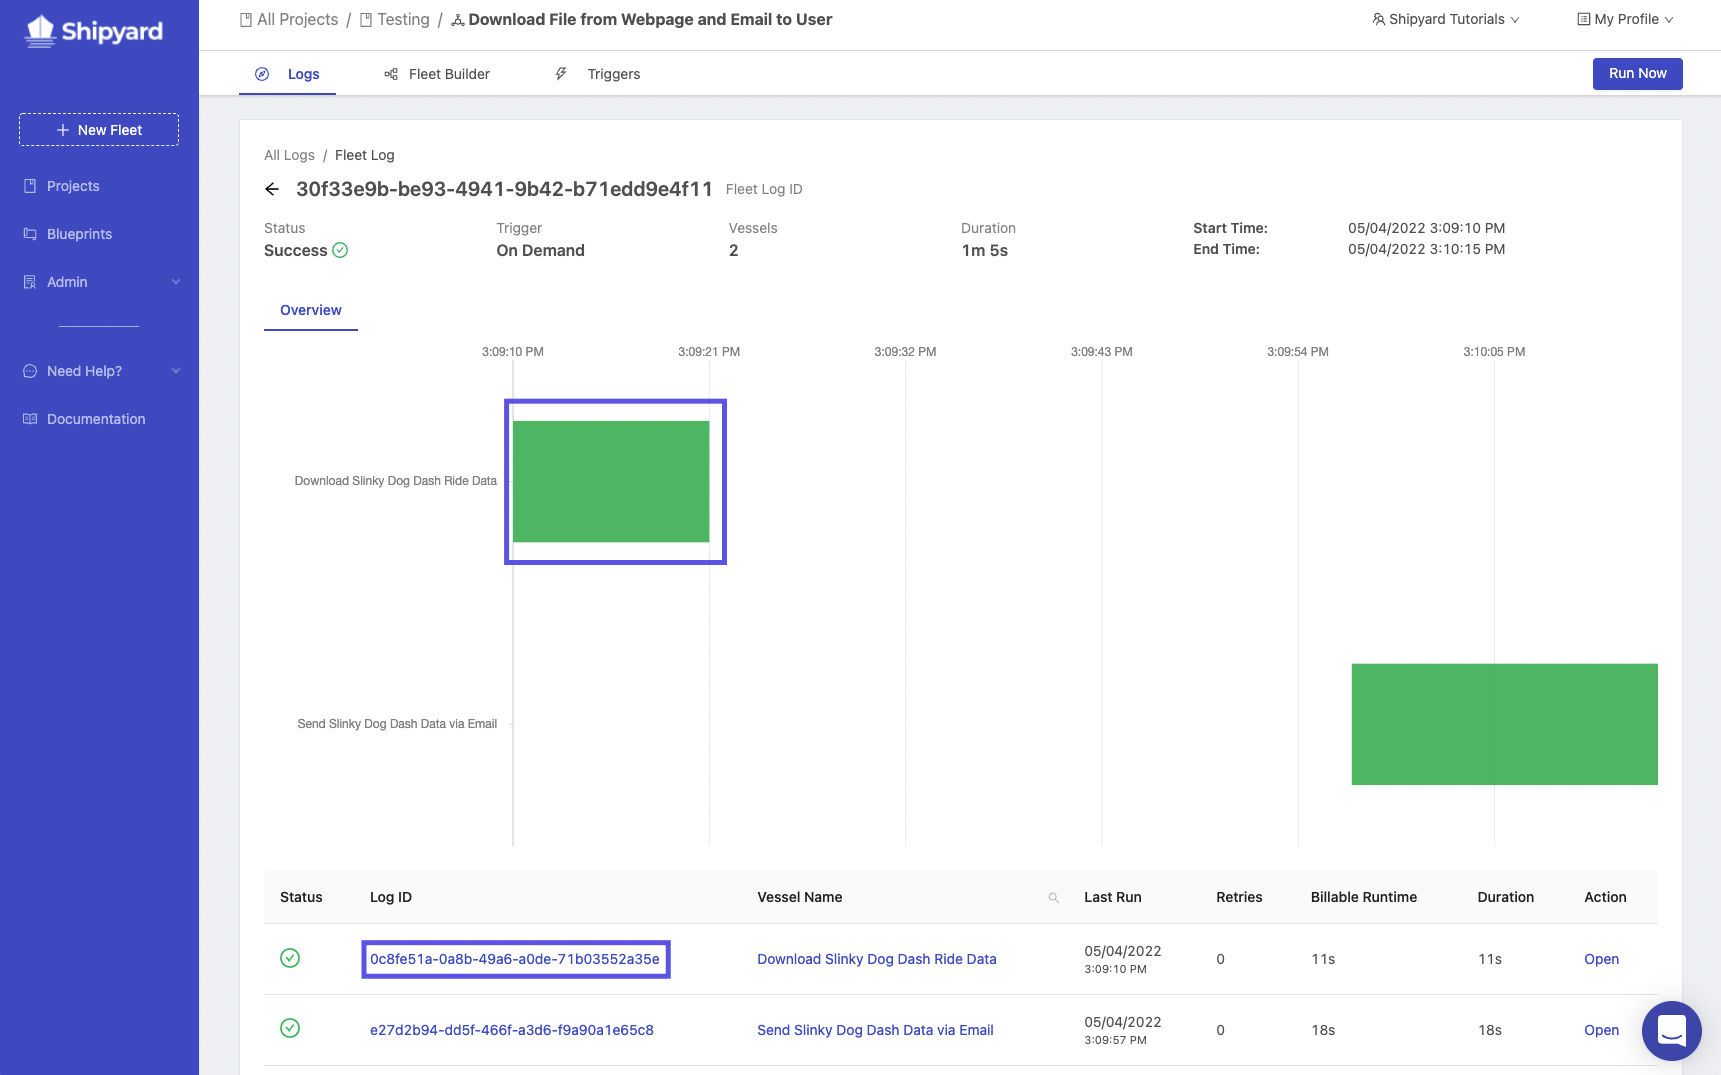 Shipyard
All Projects / Testing / Download File from Webpage and Email to User
Shipyard Tutorials
My Profile
Logs
Fleet Builder
Triggers
Run Now
New Fleet
Projects
Blueprints
Admin
Need Help?
Documentation
All Logs / Fleet Log
30f33e9b-be93-4941-9b42-b71edd9e4f11 Fleet Log ID
Status Trigger Vessels Duration Start Time: 05/04/2022 3:09:10 PM
Success On Demand 2 1m 5s End Time: 05/04/2022 3:10:15 PM
Overview
3:09:10 PM 3:09:21 PM 3:09:32 PM 3:09:43 PM 3:09:54 PM 3:10:05 PM
Download Slinky Dog Dash Ride Data
Send Slinky Dog Dash Data via Email
Status Log ID Vessel Name Last Run Retries Billable Runtime Duration Action
0c8fe51a-0a8b-49a6-a0de-71b03552a35e Download Slinky Dog Dash Ride Data 05/04/2022 3:09:10 PM 0 11s 11s Open
e27d2b94-dd5f-466f-a3d6-f9a90a1e65c8 Send Slinky Dog Dash Data via Email 05/04/2022 3:09:57 PM 0 18s 18s Open